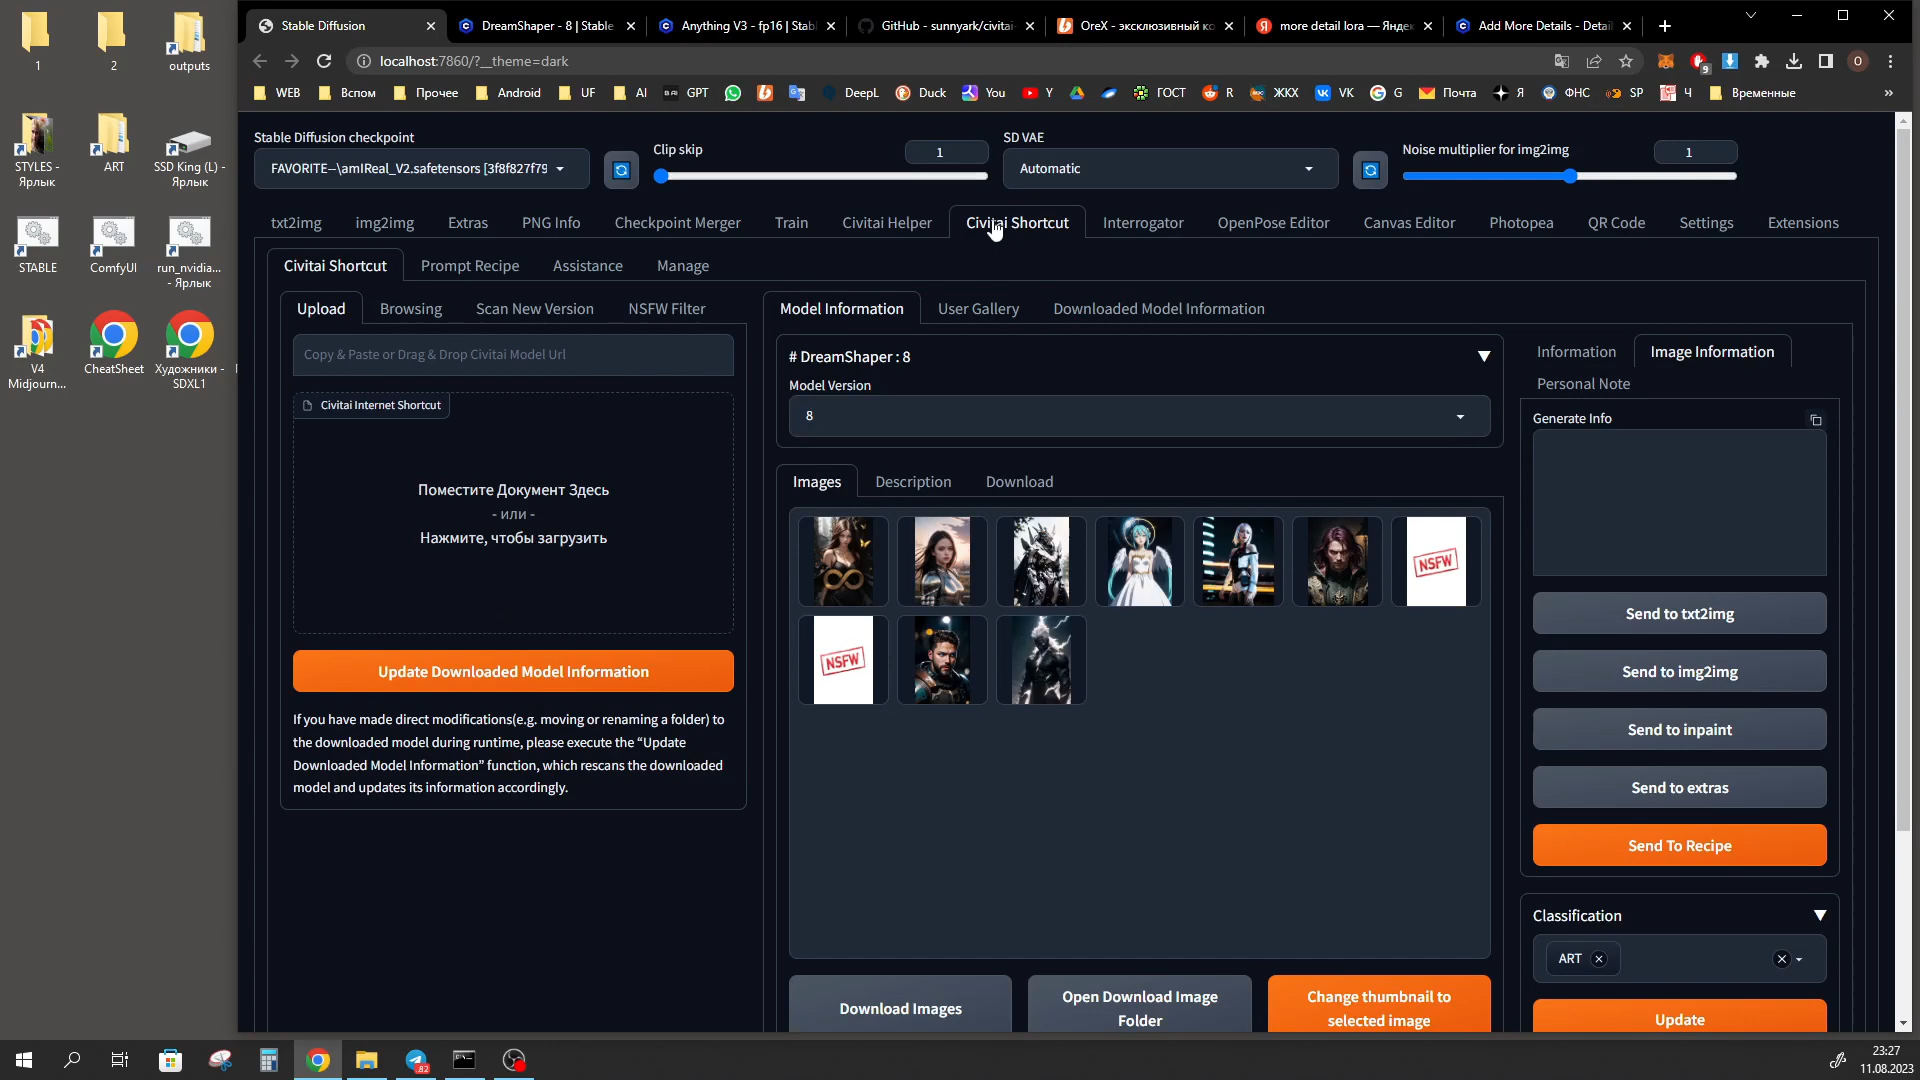 1
2
outputs
STYLES -
Ярлык
ART
SSD King (L) -
Ярлык
STABLE
ComfyUI
run_nvidia...
- Ярлык
V4
Midjourn...
CheatSheet
Художники -
SDXL1
Stable Diffusion
DreamShaper - 8 | Stable
Anything V3 - fp16 | Stabl
GitHub - sunnyark/civitai-
OreX - эксклюзивный ко
more detail lora — Яндек
Add More Details - Detail
localhost:7860/?__theme=dark
9
O
WEB
Вспом
Прочее
Android
UF
AI
GPT
DeepL
Duck
You
Y
ГОСТ
R
ЖКХ
VK
G
Почта
Я
ФНС
SP
Ч
Временные
»
Stable Diffusion checkpoint
FAVORITE--\amIReal_V2.safetensors [3f8f827f79
Clip skip
1
SD VAE
Automatic
Noise multiplier for img2img
1
txt2img
img2img
Extras
PNG Info
Checkpoint Merger
Train
Civitai Helper
Civitai Shortcut
Interrogator
OpenPose Editor
Canvas Editor
Photopea
QR Code
Settings
Extensions
Civitai Shortcut
Prompt Recipe
Assistance
Manage
Upload
Browsing
Scan New Version
NSFW Filter
Copy & Paste or Drag & Drop Civitai Model Url
Civitai Internet Shortcut
Поместите Документ Здесь
- или -
Нажмите, чтобы загрузить
Update Downloaded Model Information
If you have made direct modifications(e.g. moving or renaming a folder) to
the downloaded model during runtime, please execute the “Update
Downloaded Model Information” function, which rescans the downloaded
model and updates its information accordingly.
Model Information
User Gallery
Downloaded Model Information
# DreamShaper : 8
Model Version
8
Images
Description
Download
NSFW
NSFW
Download Images
Open Download Image
Folder
Change thumbnail to
selected image
Information
Image Information
Personal Note
Generate Info
Send to txt2img
Send to img2img
Send to inpaint
Send to extras
Send To Recipe
Classification
ART
Update
82
23:27
11.08.2023